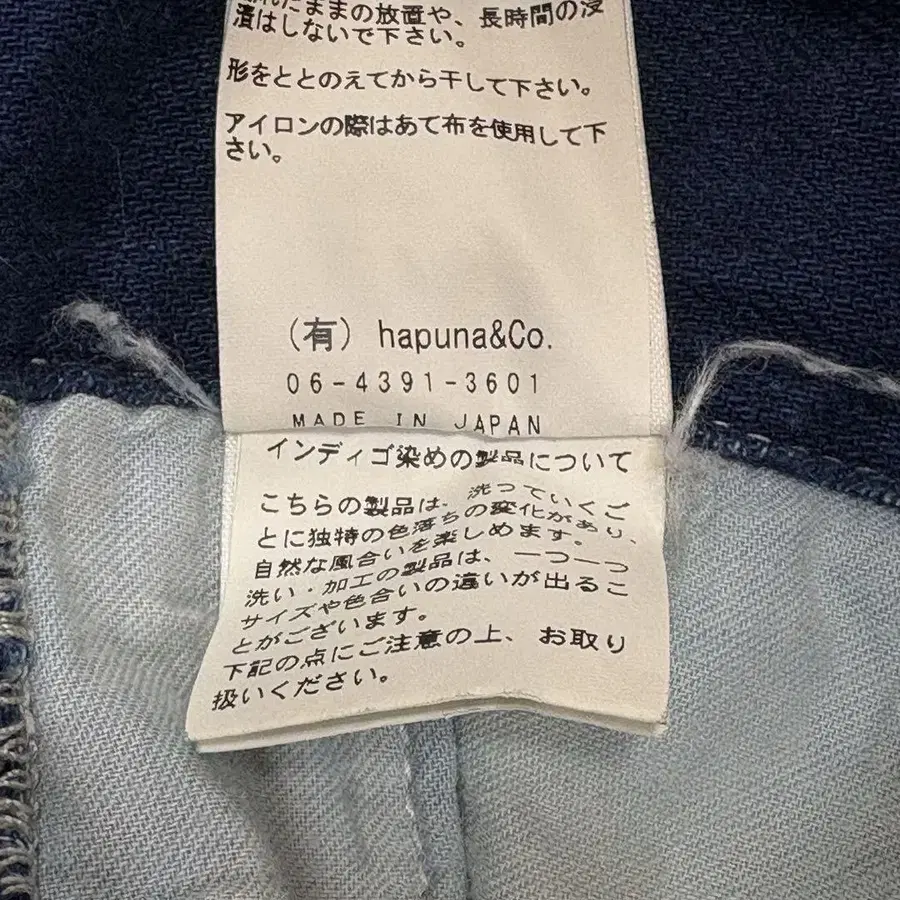 濡れたままの放置や、長時間の浸
漬はしないで下さい。
形をととのえてから干して下さい。
アイロンの際はあて布を使用して下
さい。
(有) hapuna&Co.
06-4391-3601
MADE IN JAPAN
インディゴ染めの製品について
こちらの製品は、洗っていくご
とに独特の色落ちの変化があり、
自然な風合いを楽しめます。
洗い・加工の製品は、一つ一つ
サイズや色合いの違いが出るこ
とがございます。
下記の点にご注意の上、お取り
扱いください。